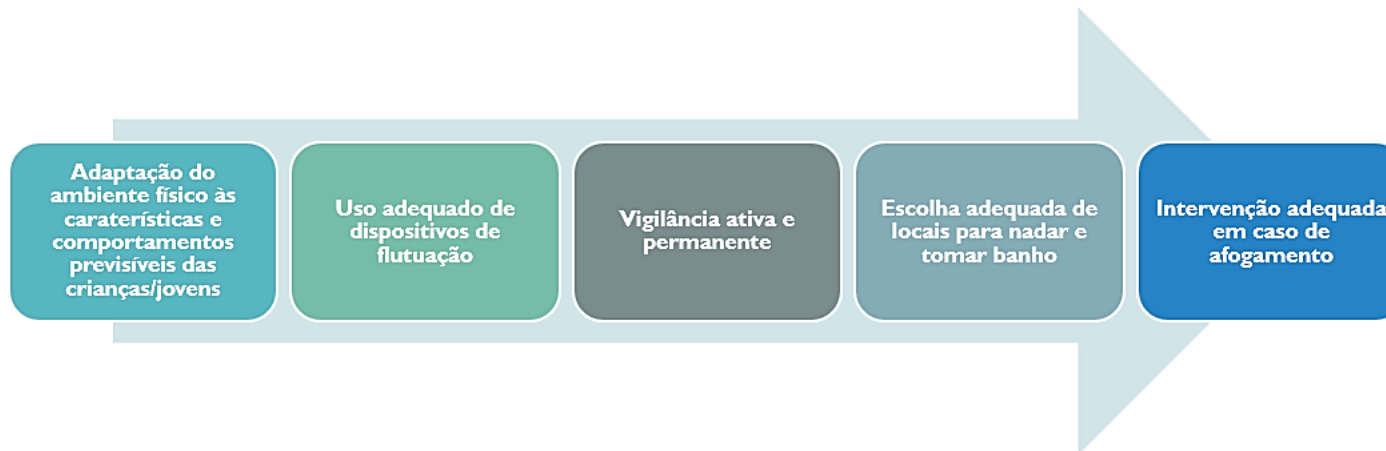 Adaptação do
ambiente físico às
caraterísticas e
comportamentos
previsíveis das
crianças/jovens
Uso adequado de
dispositivos de
flutuação
Vigilância ativa e
permanente
Escolha adequada de
locais para nadar e
tomar banho
Intervenção adequada
em caso de
afogamento